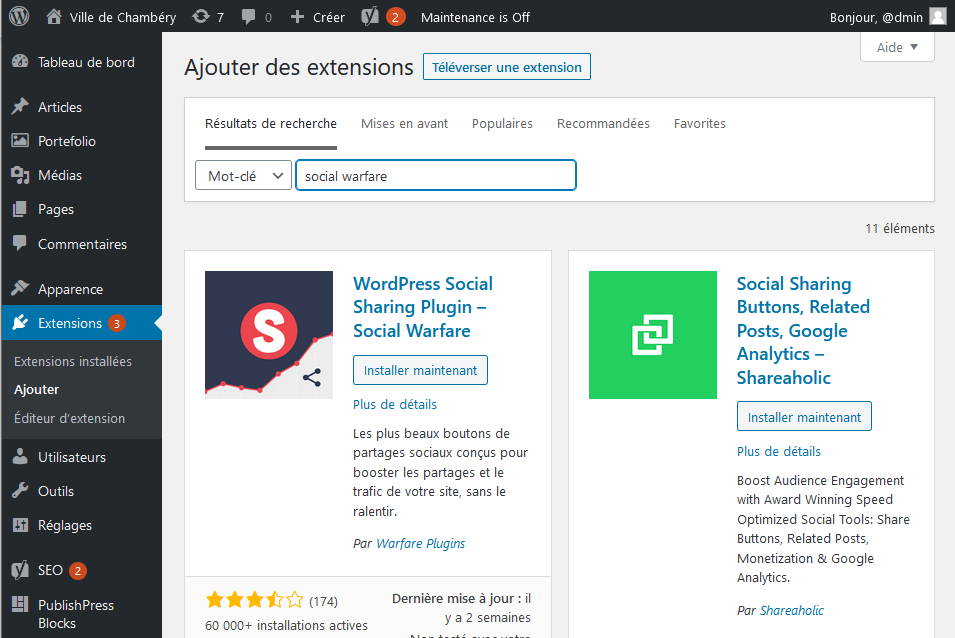 Ville de Chambéry 7 0 Créer 2 Maintenance is Off Bonjour, @dmin
Aide
Tableau de bord
Articles
Portefolio
Médias
Pages
Commentaires
Apparence
Extensions 3
Extensions installées
Ajouter
Éditeur d'extension
Utilisateurs
Outils
Réglages
SEO 2
PublishPress
Blocks
Ajouter des extensions Téléverser une extension
Résultats de recherche Mises en avant Populaires Recommandées Favorites
Mot-clé social warfare
11 éléments
S
WordPress Social
Sharing Plugin –
Social Warfare
Installer maintenant
Plus de détails
Les plus beaux boutons de
partages sociaux conçus pour
booster les partages et le
trafic de votre site, sans le
ralentir.
Par Warfare Plugins
(174)
60 000+ installations actives
Dernière mise à jour : il
y a 2 semaines
Non testé avec votre
Social Sharing
Buttons, Related
Posts, Google
Analytics –
Shareaholic
Installer maintenant
Plus de détails
Boost Audience Engagement
with Award Winning Speed
Optimized Social Tools: Share
Buttons, Related Posts,
Monetization & Google
Analytics.
Par Shareaholic